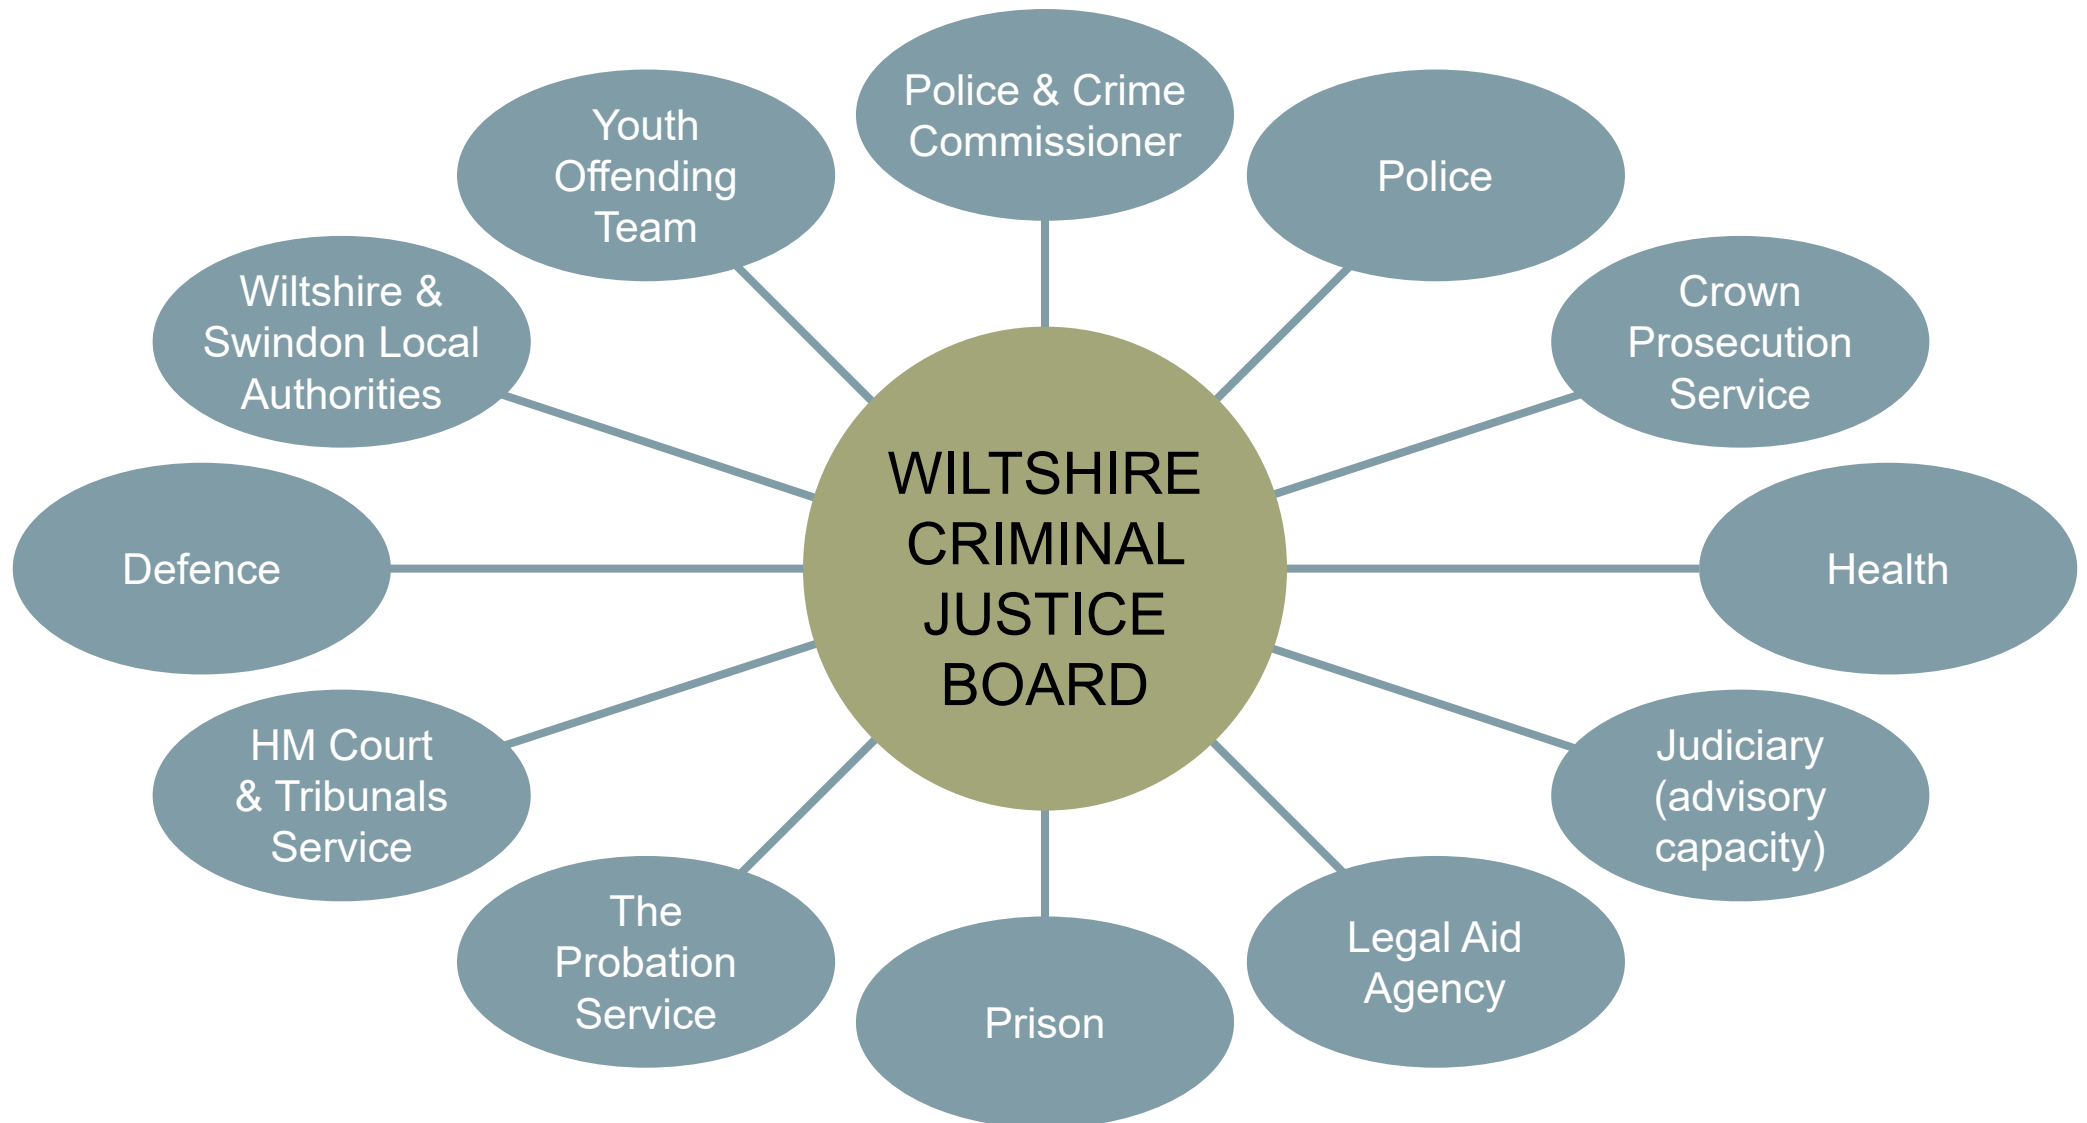 Police & Crime
Commissioner
Police
Crown
Prosecution
Service
Health
Judiciary
(advisory
capacity)
Legal Aid
Agency
Prison
The
Probation
Service
HM Court
& Tribunals
Service
Defence
Wiltshire &
Swindon Local
Authorities
Youth
Offending
Team
WILTSHIRE
CRIMINAL
JUSTICE
BOARD